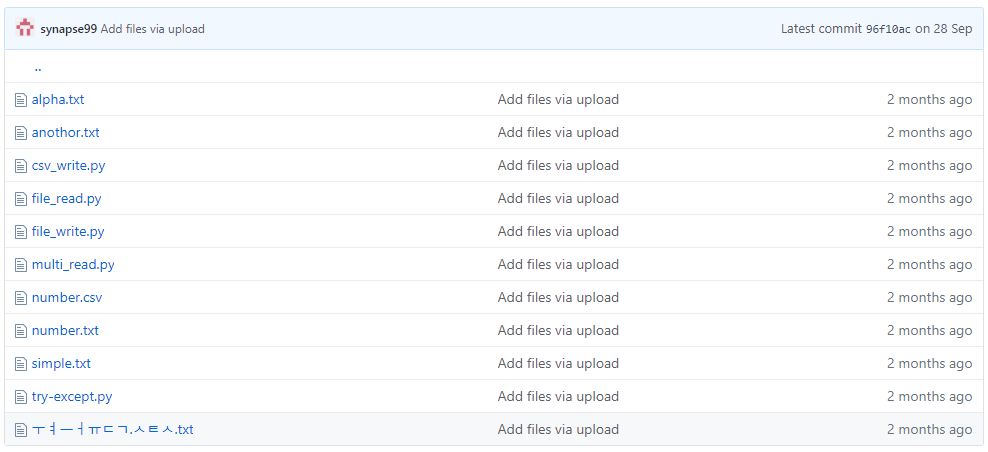 synapse99 Add files via upload Latest commit 96f10ac on 28 Sep
..
alpha.txt Add files via upload 2 months ago
anothor.txt Add files via upload 2 months ago
csv_write.py Add files via upload 2 months ago
file_read.py Add files via upload 2 months ago
file_write.py Add files via upload 2 months ago
multi_read.py Add files via upload 2 months ago
number.csv Add files via upload 2 months ago
number.txt Add files via upload 2 months ago
simple.txt Add files via upload 2 months ago
try-except.py Add files via upload 2 months ago
ㅜㅕㅡㅓㅠㄷㄱ.ㅅㅌㅅ.txt Add files via upload 2 months ago